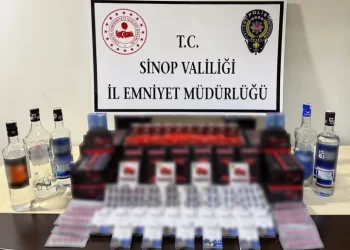 T.C.
SİNOP VALİLİĞİ
İL EMNİYET MÜDÜRLÜĞÜ